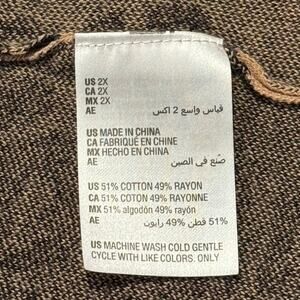 US 2X
CA 2X
MX 2X
AE قياس واسع 2 اكس
US MADE IN CHINA
CA FABRIQUÉ EN CHINE
MX HECHO EN CHINA
AE صنع في الصين
US 51% COTTON 49% RAYON
CA 51% COTON 49% RAYONNE
MX 51% algodón 49% rayón
AE 51% قطن 49% رايون
US MACHINE WASH COLD GENTLE
CYCLE WITH LIKE COLORS. ONLY